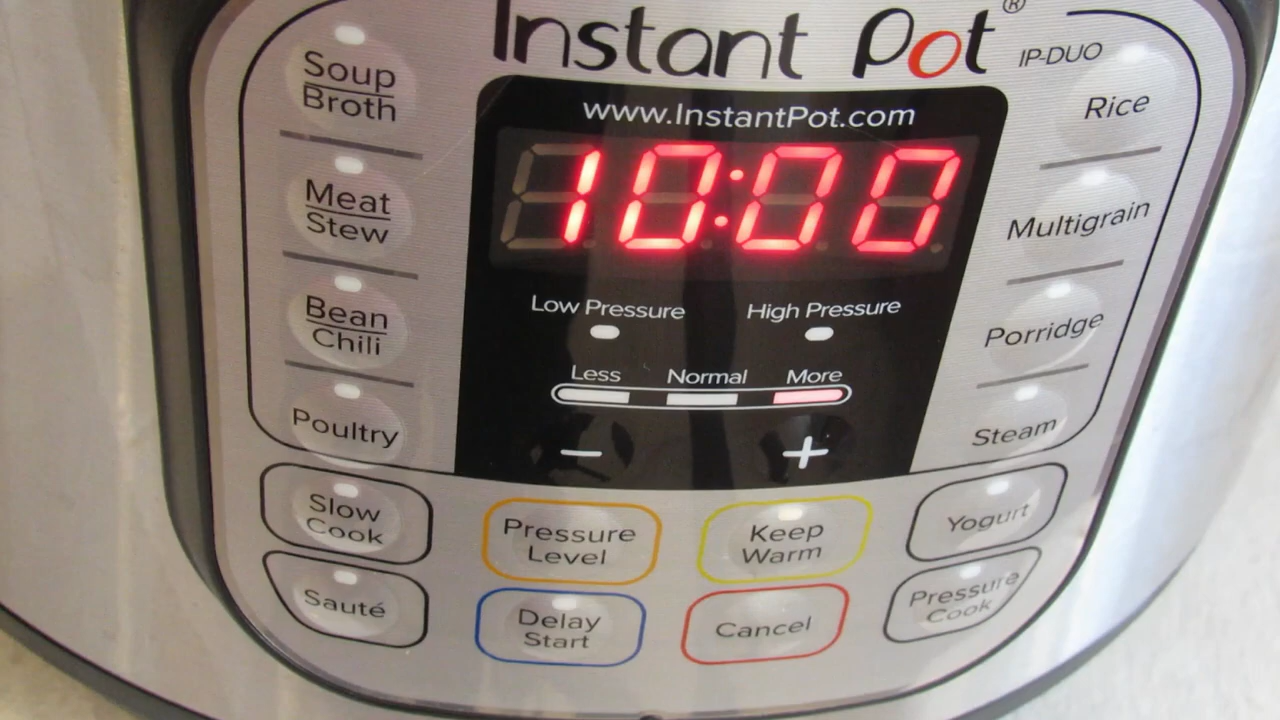 Instant Pot®
IP-DUO
www.InstantPot.com
10:00
Low Pressure
High Pressure
Less Normal More
− +
Soup
Broth
Meat
Stew
Bean
Chili
Poultry
Slow
Cook
Sauté
Rice
Multigrain
Porridge
Steam
Yogurt
Pressure
Cook
Pressure
Level
Keep
Warm
Delay
Start
Cancel